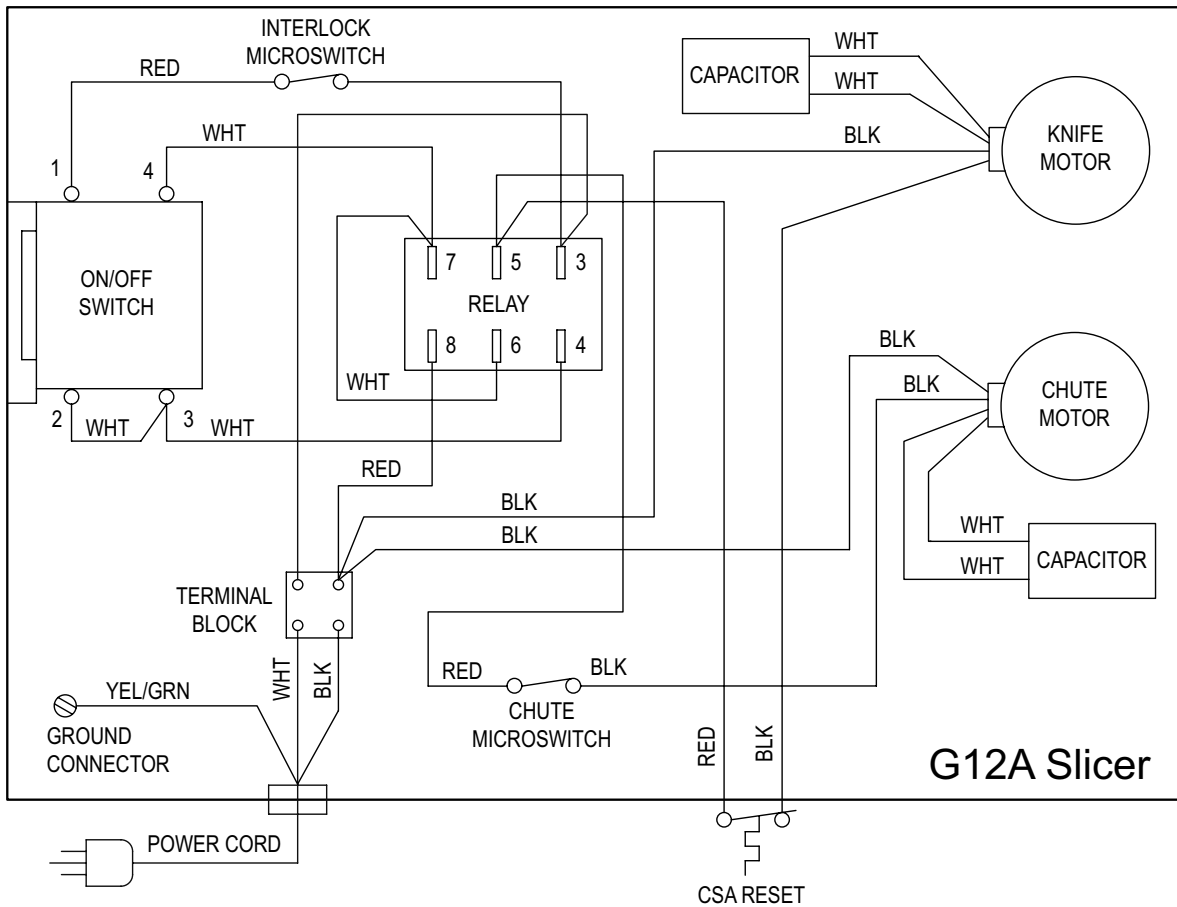 INTERLOCK
MICROSWITCH
RED
WHT
1
4
ON/OFF
SWITCH
2
3
WHT
WHT
7
5
3
RELAY
8
6
4
WHT
RED
CAPACITOR
WHT
WHT
BLK
KNIFE
MOTOR
BLK
BLK
CHUTE
MOTOR
WHT
WHT
CAPACITOR
BLK
BLK
TERMINAL
BLOCK
WHT
BLK
YEL/GRN
GROUND
CONNECTOR
RED
BLK
CHUTE
MICROSWITCH
RED
BLK
G12A Slicer
POWER CORD
CSA RESET